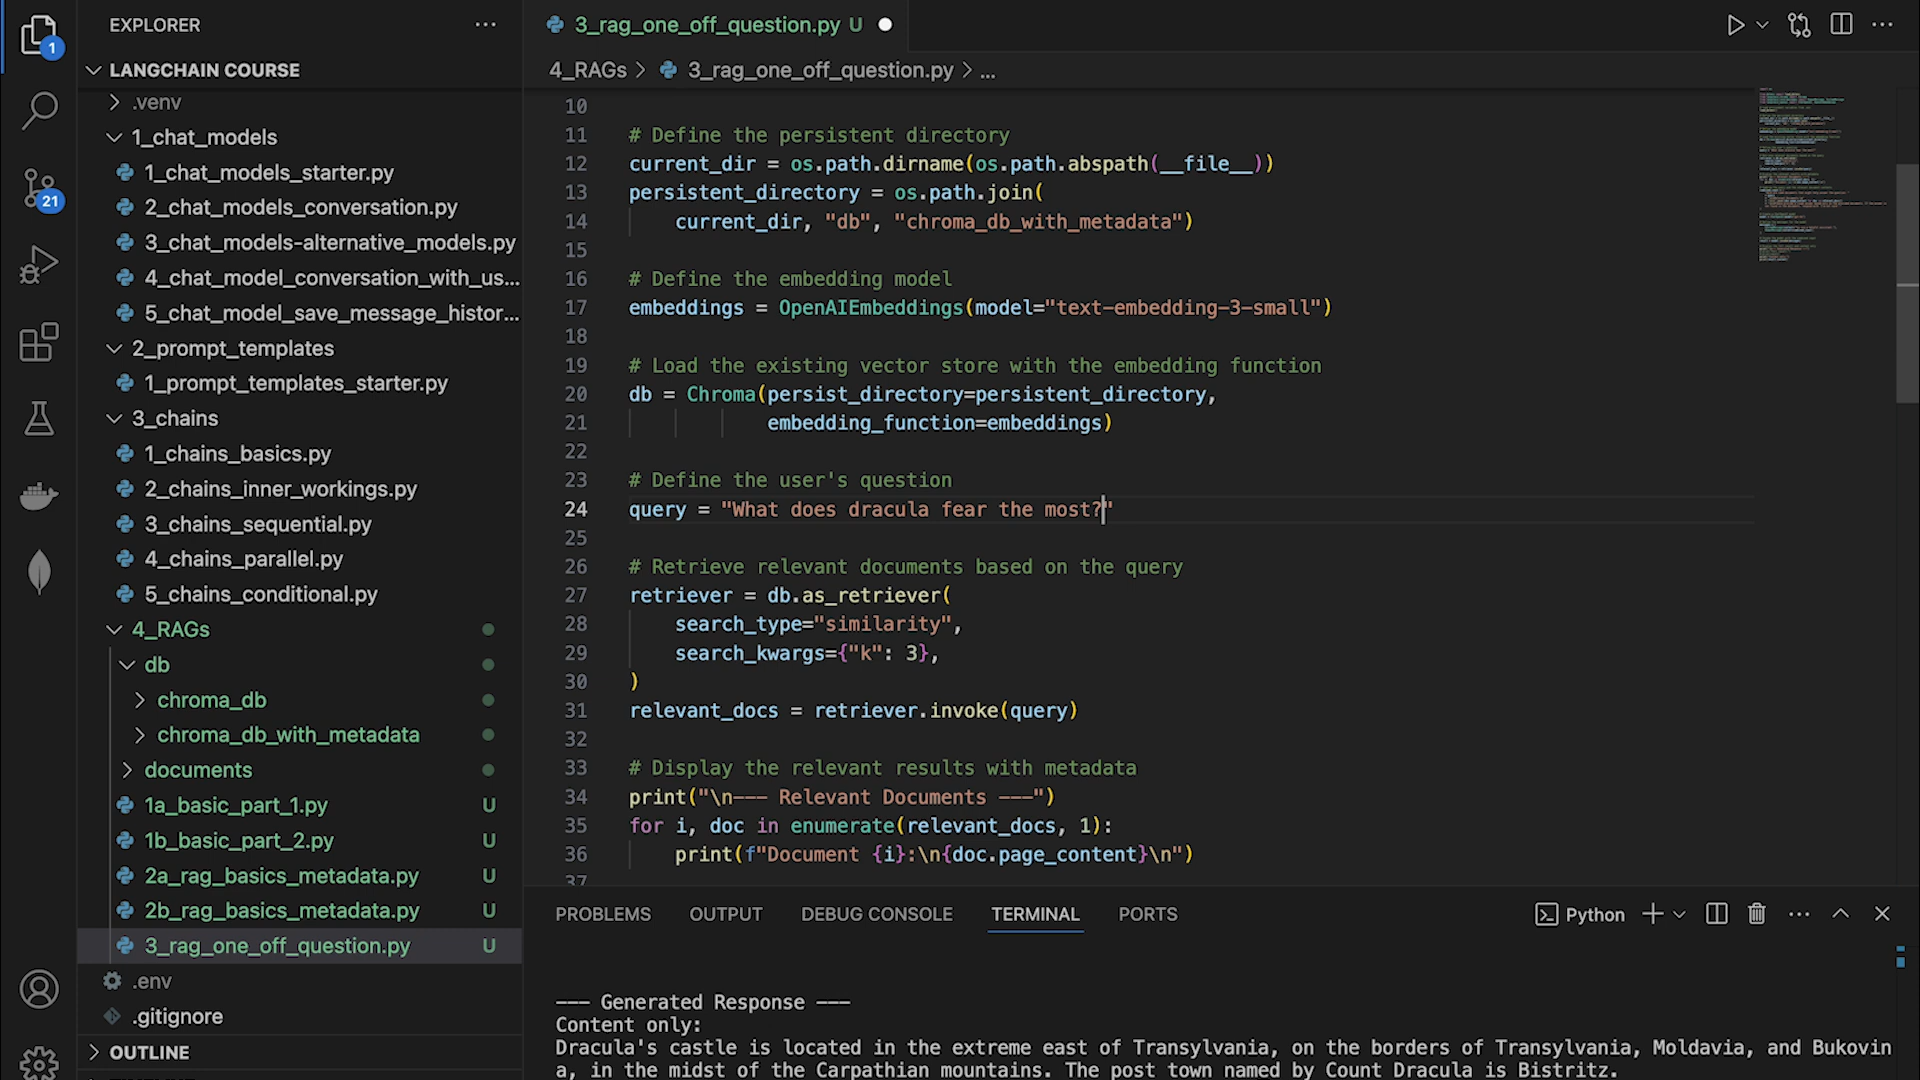 EXPLORER
···
LANGCHAIN COURSE
.venv
1_chat_models
1_chat_models_starter.py
2_chat_models_conversation.py
3_chat_models-alternative_models.py
4_chat_model_conversation_with_us...
5_chat_model_save_message_histor...
2_prompt_templates
1_prompt_templates_starter.py
3_chains
1_chains_basics.py
2_chains_inner_workings.py
3_chains_sequential.py
4_chains_parallel.py
5_chains_conditional.py
4_RAGs
db
chroma_db
chroma_db_with_metadata
documents
1a_basic_part_1.py U
1b_basic_part_2.py U
2a_rag_basics_metadata.py U
2b_rag_basics_metadata.py U
3_rag_one_off_question.py U
.env
.gitignore
OUTLINE
1
21
3_rag_one_off_question.py U
4_RAGs > 3_rag_one_off_question.py > ...
10
11 # Define the persistent directory
12 current_dir = os.path.dirname(os.path.abspath(__file__))
13 persistent_directory = os.path.join(
14     current_dir, "db", "chroma_db_with_metadata")
15
16 # Define the embedding model
17 embeddings = OpenAIEmbeddings(model="text-embedding-3-small")
18
19 # Load the existing vector store with the embedding function
20 db = Chroma(persist_directory=persistent_directory,
21             embedding_function=embeddings)
22
23 # Define the user's question
24 query = "What does dracula fear the most?"
25
26 # Retrieve relevant documents based on the query
27 retriever = db.as_retriever(
28     search_type="similarity",
29     search_kwargs={"k": 3},
30 )
31 relevant_docs = retriever.invoke(query)
32
33 # Display the relevant results with metadata
34 print("\n--- Relevant Documents ---")
35 for i, doc in enumerate(relevant_docs, 1):
36     print(f"Document {i}:\n{doc.page_content}\n")
37
PROBLEMS OUTPUT DEBUG CONSOLE TERMINAL PORTS
Python
--- Generated Response ---
Content only:
Dracula's castle is located in the extreme east of Transylvania, on the borders of Transylvania, Moldavia, and Bukovin
a, in the midst of the Carpathian mountains. The post town named by Count Dracula is Bistritz.